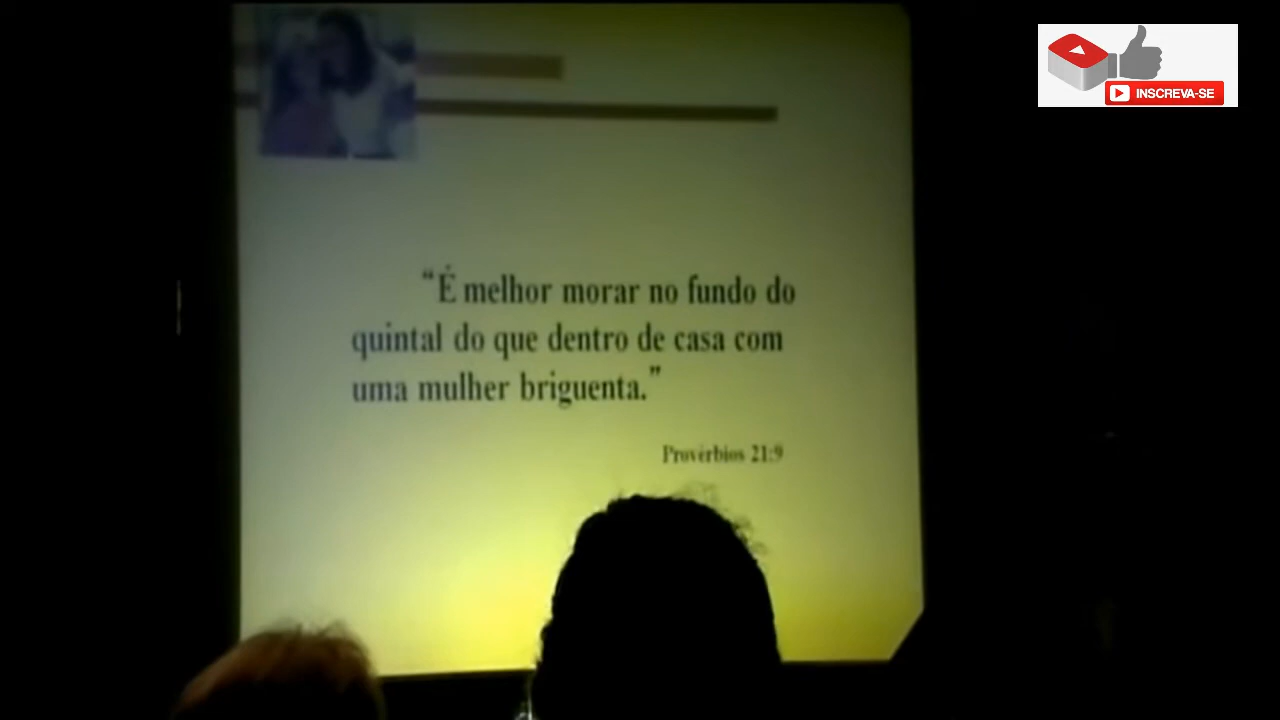 INSCREVA-SE
“É melhor morar no fundo do
quintal do que dentro de casa com
uma mulher briguenta.”
Provérbios 21:9